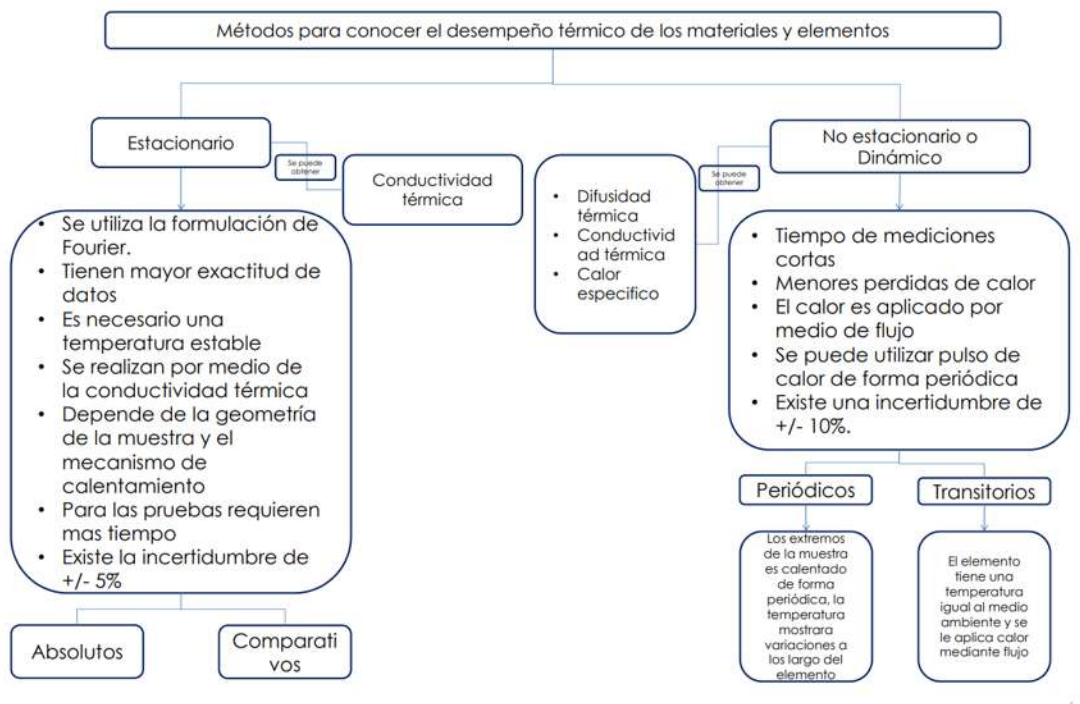 Métodos para conocer el desempeño térmico de los materiales y elementos
Estacionario
Se puede
obtener
Conductividad
térmica
• Se utiliza la formulación de
Fourier.
• Tienen mayor exactitud de
datos
• Es necesario una
temperatura estable
• Se realizan por medio de
la conductividad térmica
• Depende de la geometría
de la muestra y el
mecanismo de
calentamiento
• Para las pruebas requieren
mas tiempo
• Existe la incertidumbre de
+/- 5%
Absolutos
Comparati
vos
No estacionario o
Dinámico
Se puede
obtener
• Difusidad
térmica
• Conductivid
ad térmica
• Calor
especifico
• Tiempo de mediciones
cortas
• Menores perdidas de calor
• El calor es aplicado por
medio de flujo
• Se puede utilizar pulso de
calor de forma periódica
• Existe una incertidumbre de
+/- 10%.
Periódicos
Los extremos
de la muestra
es calentado
de forma
periódica, la
temperatura
mostrara
variaciones a
los largo del
elemento
Transitorios
El elemento
tiene una
temperatura
igual al medio
ambiente y se
le aplica calor
mediante flujo